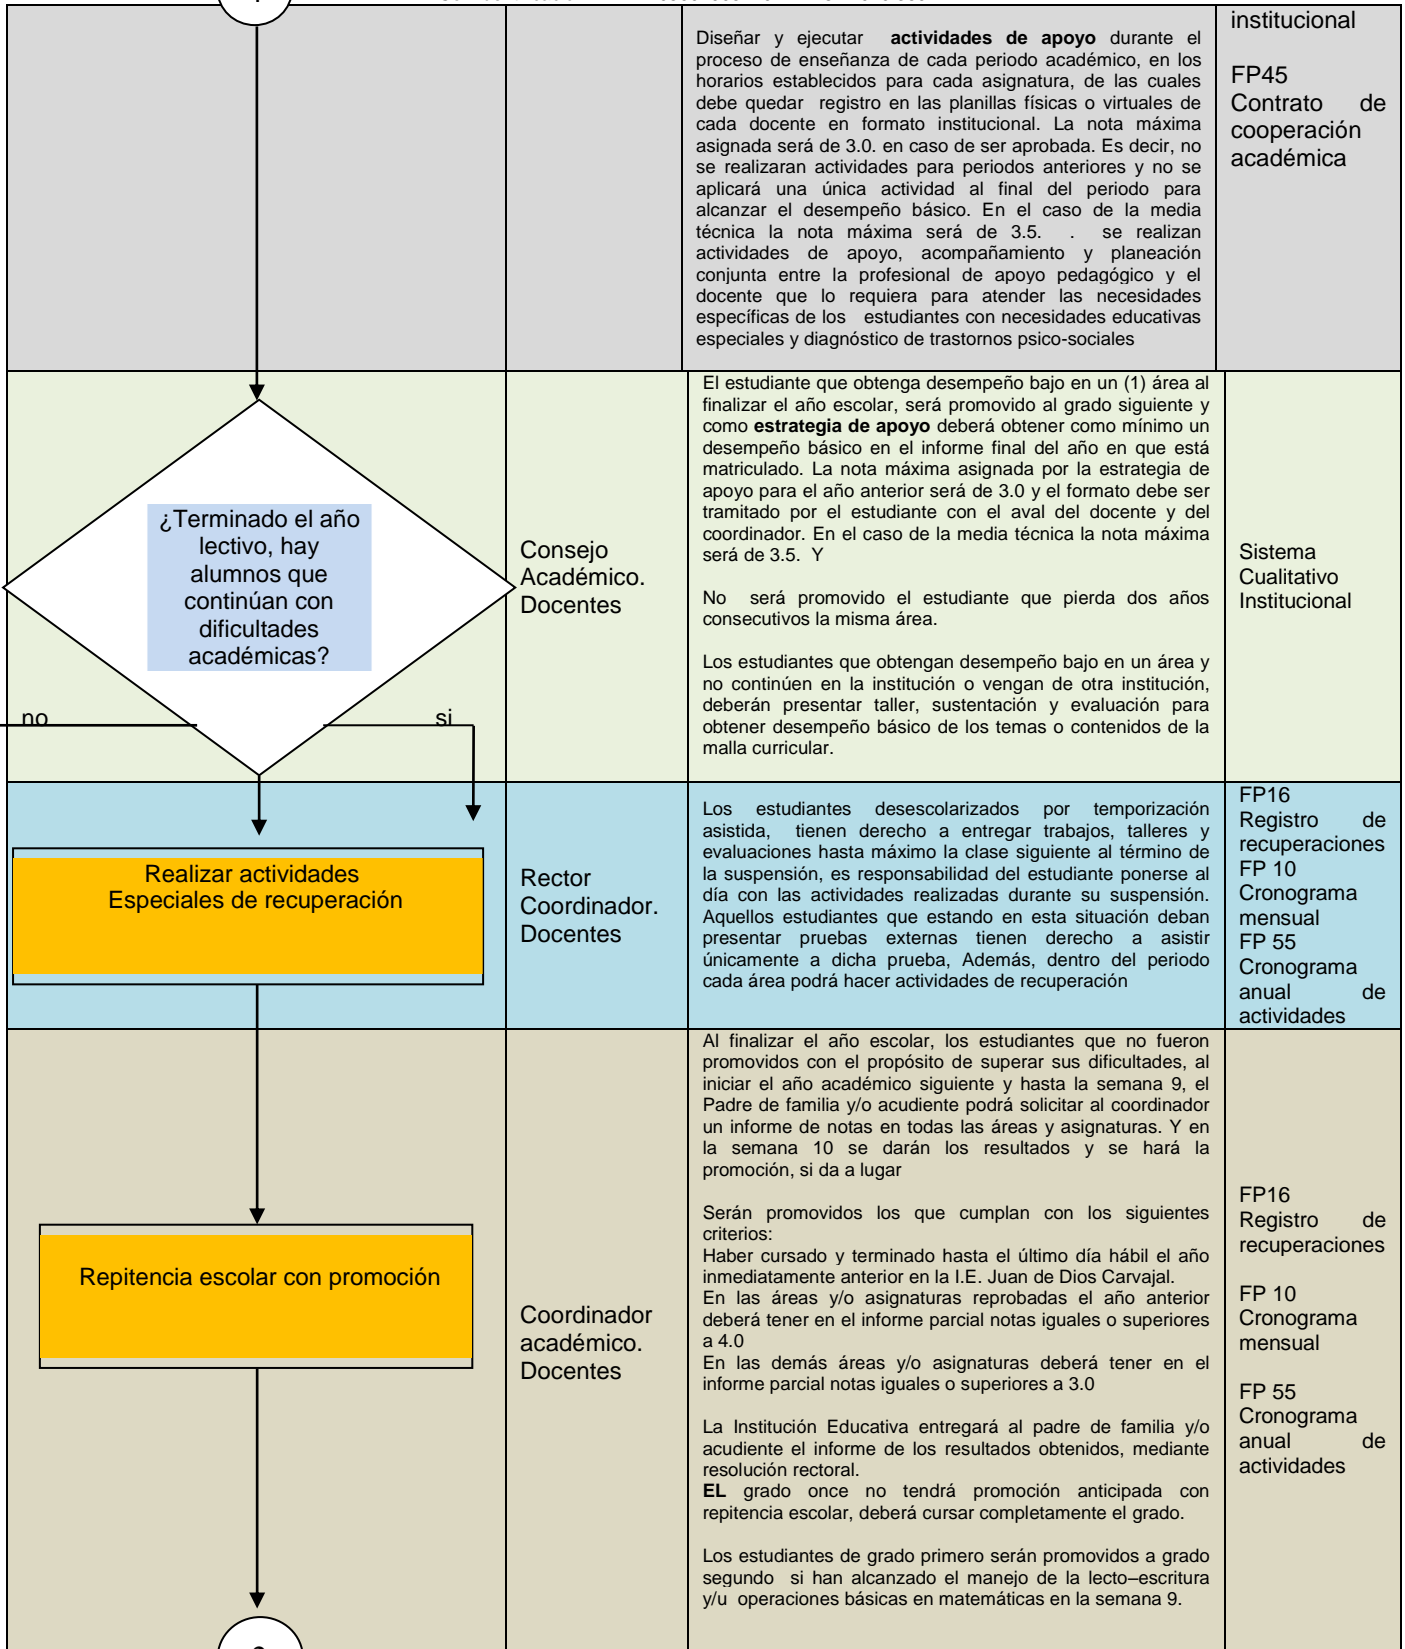 institucional
Diseñar y ejecutar actividades de apoyo durante el
proceso de enseñanza de cada periodo académico, en los
horarios establecidos para cada asignatura, de las cuales
debe quedar registro en las planillas físicas o virtuales de
cada docente en formato institucional. La nota máxima
asignada será de 3.0. en caso de ser aprobada. Es decir, no
se realizaran actividades para periodos anteriores y no se
aplicará una única actividad al final del periodo para
alcanzar el desempeño básico. En el caso de la media
técnica la nota máxima será de 3.5. . se realizan
actividades de apoyo, acompañamiento y planeación
conjunta entre la profesional de apoyo pedagógico y el
docente que lo requiera para atender las necesidades
específicas de los estudiantes con necesidades educativas
especiales y diagnóstico de trastornos psico-sociales
FP45
Contrato de
cooperación
académica
¿Terminado el año
lectivo, hay
alumnos que
continúan con
dificultades
académicas?
no
si
Consejo
Académico.
Docentes
El estudiante que obtenga desempeño bajo en un (1) área al
finalizar el año escolar, será promovido al grado siguiente y
como estrategia de apoyo deberá obtener como mínimo un
desempeño básico en el informe final del año en que está
matriculado. La nota máxima asignada por la estrategia de
apoyo para el año anterior será de 3.0 y el formato debe ser
tramitado por el estudiante con el aval del docente y del
coordinador. En el caso de la media técnica la nota máxima
será de 3.5. Y
No será promovido el estudiante que pierda dos años
consecutivos la misma área.
Los estudiantes que obtengan desempeño bajo en un área y
no continúen en la institución o vengan de otra institución,
deberán presentar taller, sustentación y evaluación para
obtener desempeño básico de los temas o contenidos de la
malla curricular.
Sistema
Cualitativo
Institucional
Realizar actividades
Especiales de recuperación
Rector
Coordinador.
Docentes
Los estudiantes desescolarizados por temporización
asistida, tienen derecho a entregar trabajos, talleres y
evaluaciones hasta máximo la clase siguiente al término de
la suspensión, es responsabilidad del estudiante ponerse al
día con las actividades realizadas durante su suspensión.
Aquellos estudiantes que estando en esta situación deban
presentar pruebas externas tienen derecho a asistir
únicamente a dicha prueba, Además, dentro del periodo
cada área podrá hacer actividades de recuperación
FP16
Registro de
recuperaciones
FP 10
Cronograma
mensual
FP 55
Cronograma
anual de
actividades
Repitencia escolar con promoción
Coordinador
académico.
Docentes
Al finalizar el año escolar, los estudiantes que no fueron
promovidos con el propósito de superar sus dificultades, al
iniciar el año académico siguiente y hasta la semana 9, el
Padre de familia y/o acudiente podrá solicitar al coordinador
un informe de notas en todas las áreas y asignaturas. Y en
la semana 10 se darán los resultados y se hará la
promoción, si da a lugar
Serán promovidos los que cumplan con los siguientes
criterios:
Haber cursado y terminado hasta el último día hábil el año
inmediatamente anterior en la I.E. Juan de Dios Carvajal.
En las áreas y/o asignaturas reprobadas el año anterior
deberá tener en el informe parcial notas iguales o superiores
a 4.0
En las demás áreas y/o asignaturas deberá tener en el
informe parcial notas iguales o superiores a 3.0
La Institución Educativa entregará al padre de familia y/o
acudiente el informe de los resultados obtenidos, mediante
resolución rectoral.
EL grado once no tendrá promoción anticipada con
repitencia escolar, deberá cursar completamente el grado.
Los estudiantes de grado primero serán promovidos a grado
segundo si han alcanzado el manejo de la lecto–escritura
y/u operaciones básicas en matemáticas en la semana 9.
FP16
Registro de
recuperaciones
FP 10
Cronograma
mensual
FP 55
Cronograma
anual de
actividades